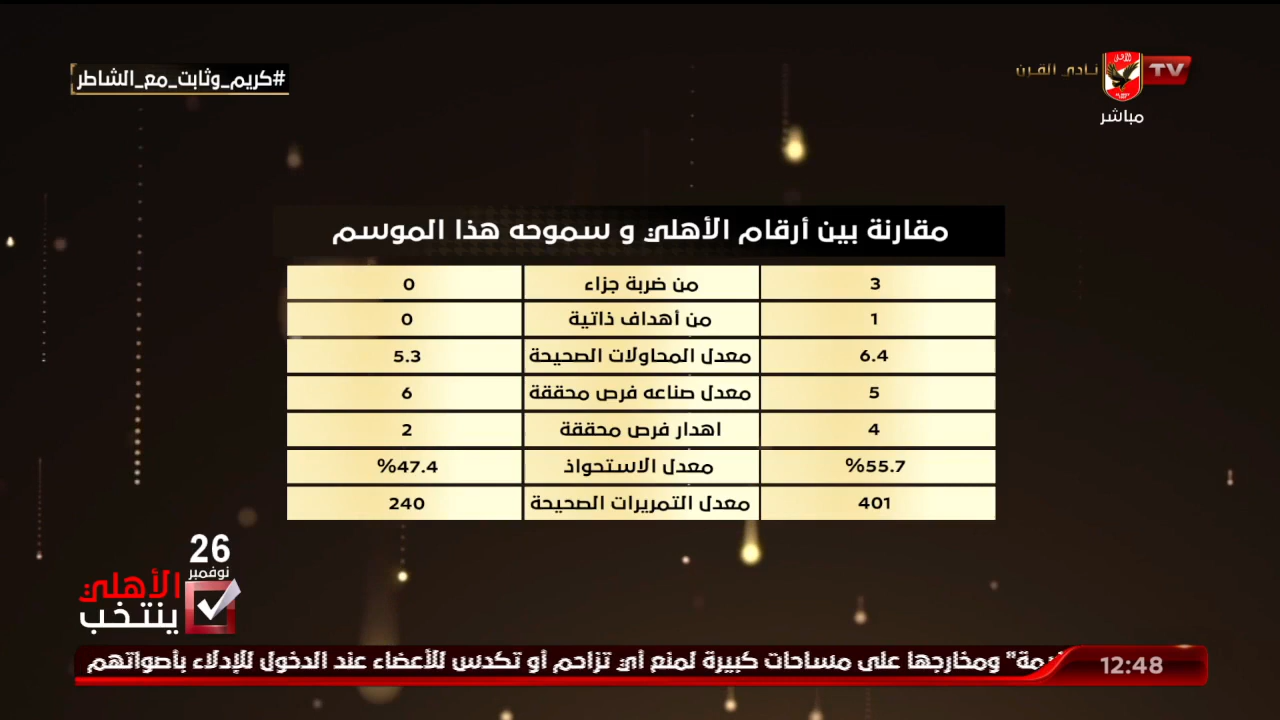 #كريم_وثابت_مع_الشاطر
نادي القرن TV
مباشر
مقارنة بين أرقام الأهلي و سموحه هذا الموسم
3 من ضربة جزاء 0
1 من أهداف ذاتية 0
6.4 معدل المحاولات الصحيحة 5.3
5 معدل صناعه فرص محققة 6
4 اهدار فرص محققة 2
%55.7 معدل الاستحواذ %47.4
401 معدل التمريرات الصحيحة 240
26
نوفمبر
الأهلي
ينتخب
12:48 ومخارجها على مساحات كبيرة لمنع أي تزاحم أو تكدس للأعضاء عند الدخول للإدلاء بأصواتهم